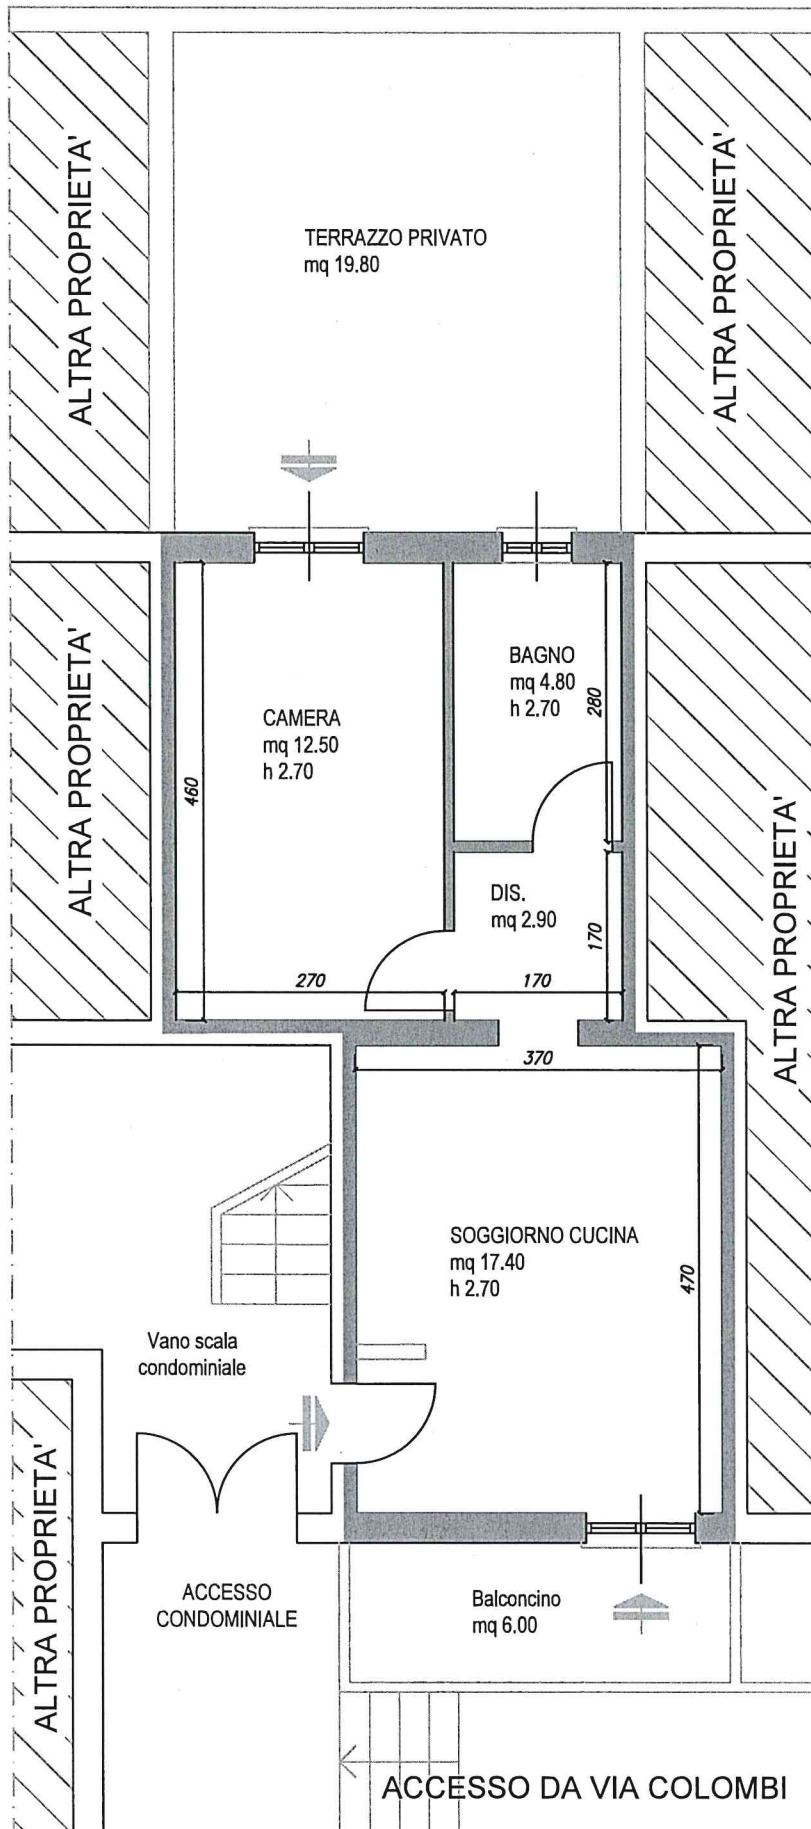 ALTRA PROPRIETA'
ALTRA PROPRIETA'
TERRAZZO PRIVATO
mq 19.80
BAGNO
mq 4.80
h 2.70
280
CAMERA
mq 12.50
h 2.70
460
ALTRA PROPRIETA'
ALTRA PROPRIETA'
DIS.
mq 2.90
170
270
170
370
SOGGIORNO CUCINA
mq 17.40
h 2.70
470
Vano scala
condominiale
ALTRA PROPRIETA'
ACCESSO
CONDOMINIALE
Balconcino
mq 6.00
ACCESSO DA VIA COLOMBI